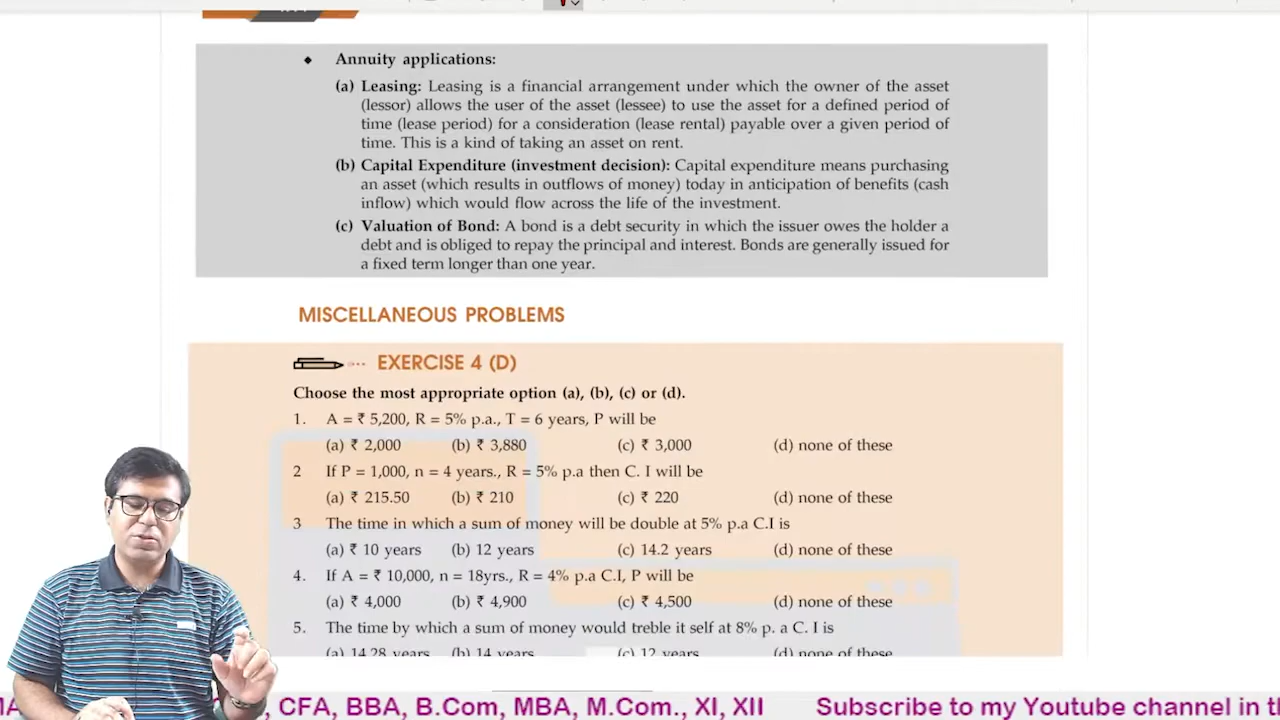 ◆ Annuity applications:
(a) Leasing: Leasing is a financial arrangement under which the owner of the asset
(lessor) allows the user of the asset (lessee) to use the asset for a defined period of
time (lease period) for a consideration (lease rental) payable over a given period of
time. This is a kind of taking an asset on rent.
(b) Capital Expenditure (investment decision): Capital expenditure means purchasing
an asset (which results in outflows of money) today in anticipation of benefits (cash
inflow) which would flow across the life of the investment.
(c) Valuation of Bond: A bond is a debt security in which the issuer owes the holder a
debt and is obliged to repay the principal and interest. Bonds are generally issued for
a fixed term longer than one year.
MISCELLANEOUS PROBLEMS
EXERCISE 4 (D)
Choose the most appropriate option (a), (b), (c) or (d).
1. A = ₹ 5,200, R = 5% p.a., T = 6 years, P will be
(a) ₹ 2,000 (b) ₹ 3,880 (c) ₹ 3,000 (d) none of these
2 If P = 1,000, n = 4 years., R = 5% p.a then C. I will be
(a) ₹ 215.50 (b) ₹ 210 (c) ₹ 220 (d) none of these
3 The time in which a sum of money will be double at 5% p.a C.I is
(a) ₹ 10 years (b) 12 years (c) 14.2 years (d) none of these
4. If A = ₹ 10,000, n = 18yrs., R = 4% p.a C.I, P will be
(a) ₹ 4,000 (b) ₹ 4,900 (c) ₹ 4,500 (d) none of these
5. The time by which a sum of money would treble it self at 8% p. a C. I is
(a) 14.28 years (b) 14 years (c) 12 years (d) none of these
, CFA, BBA, B.Com, MBA, M.Com., XI, XII Subscribe to my Youtube channel in